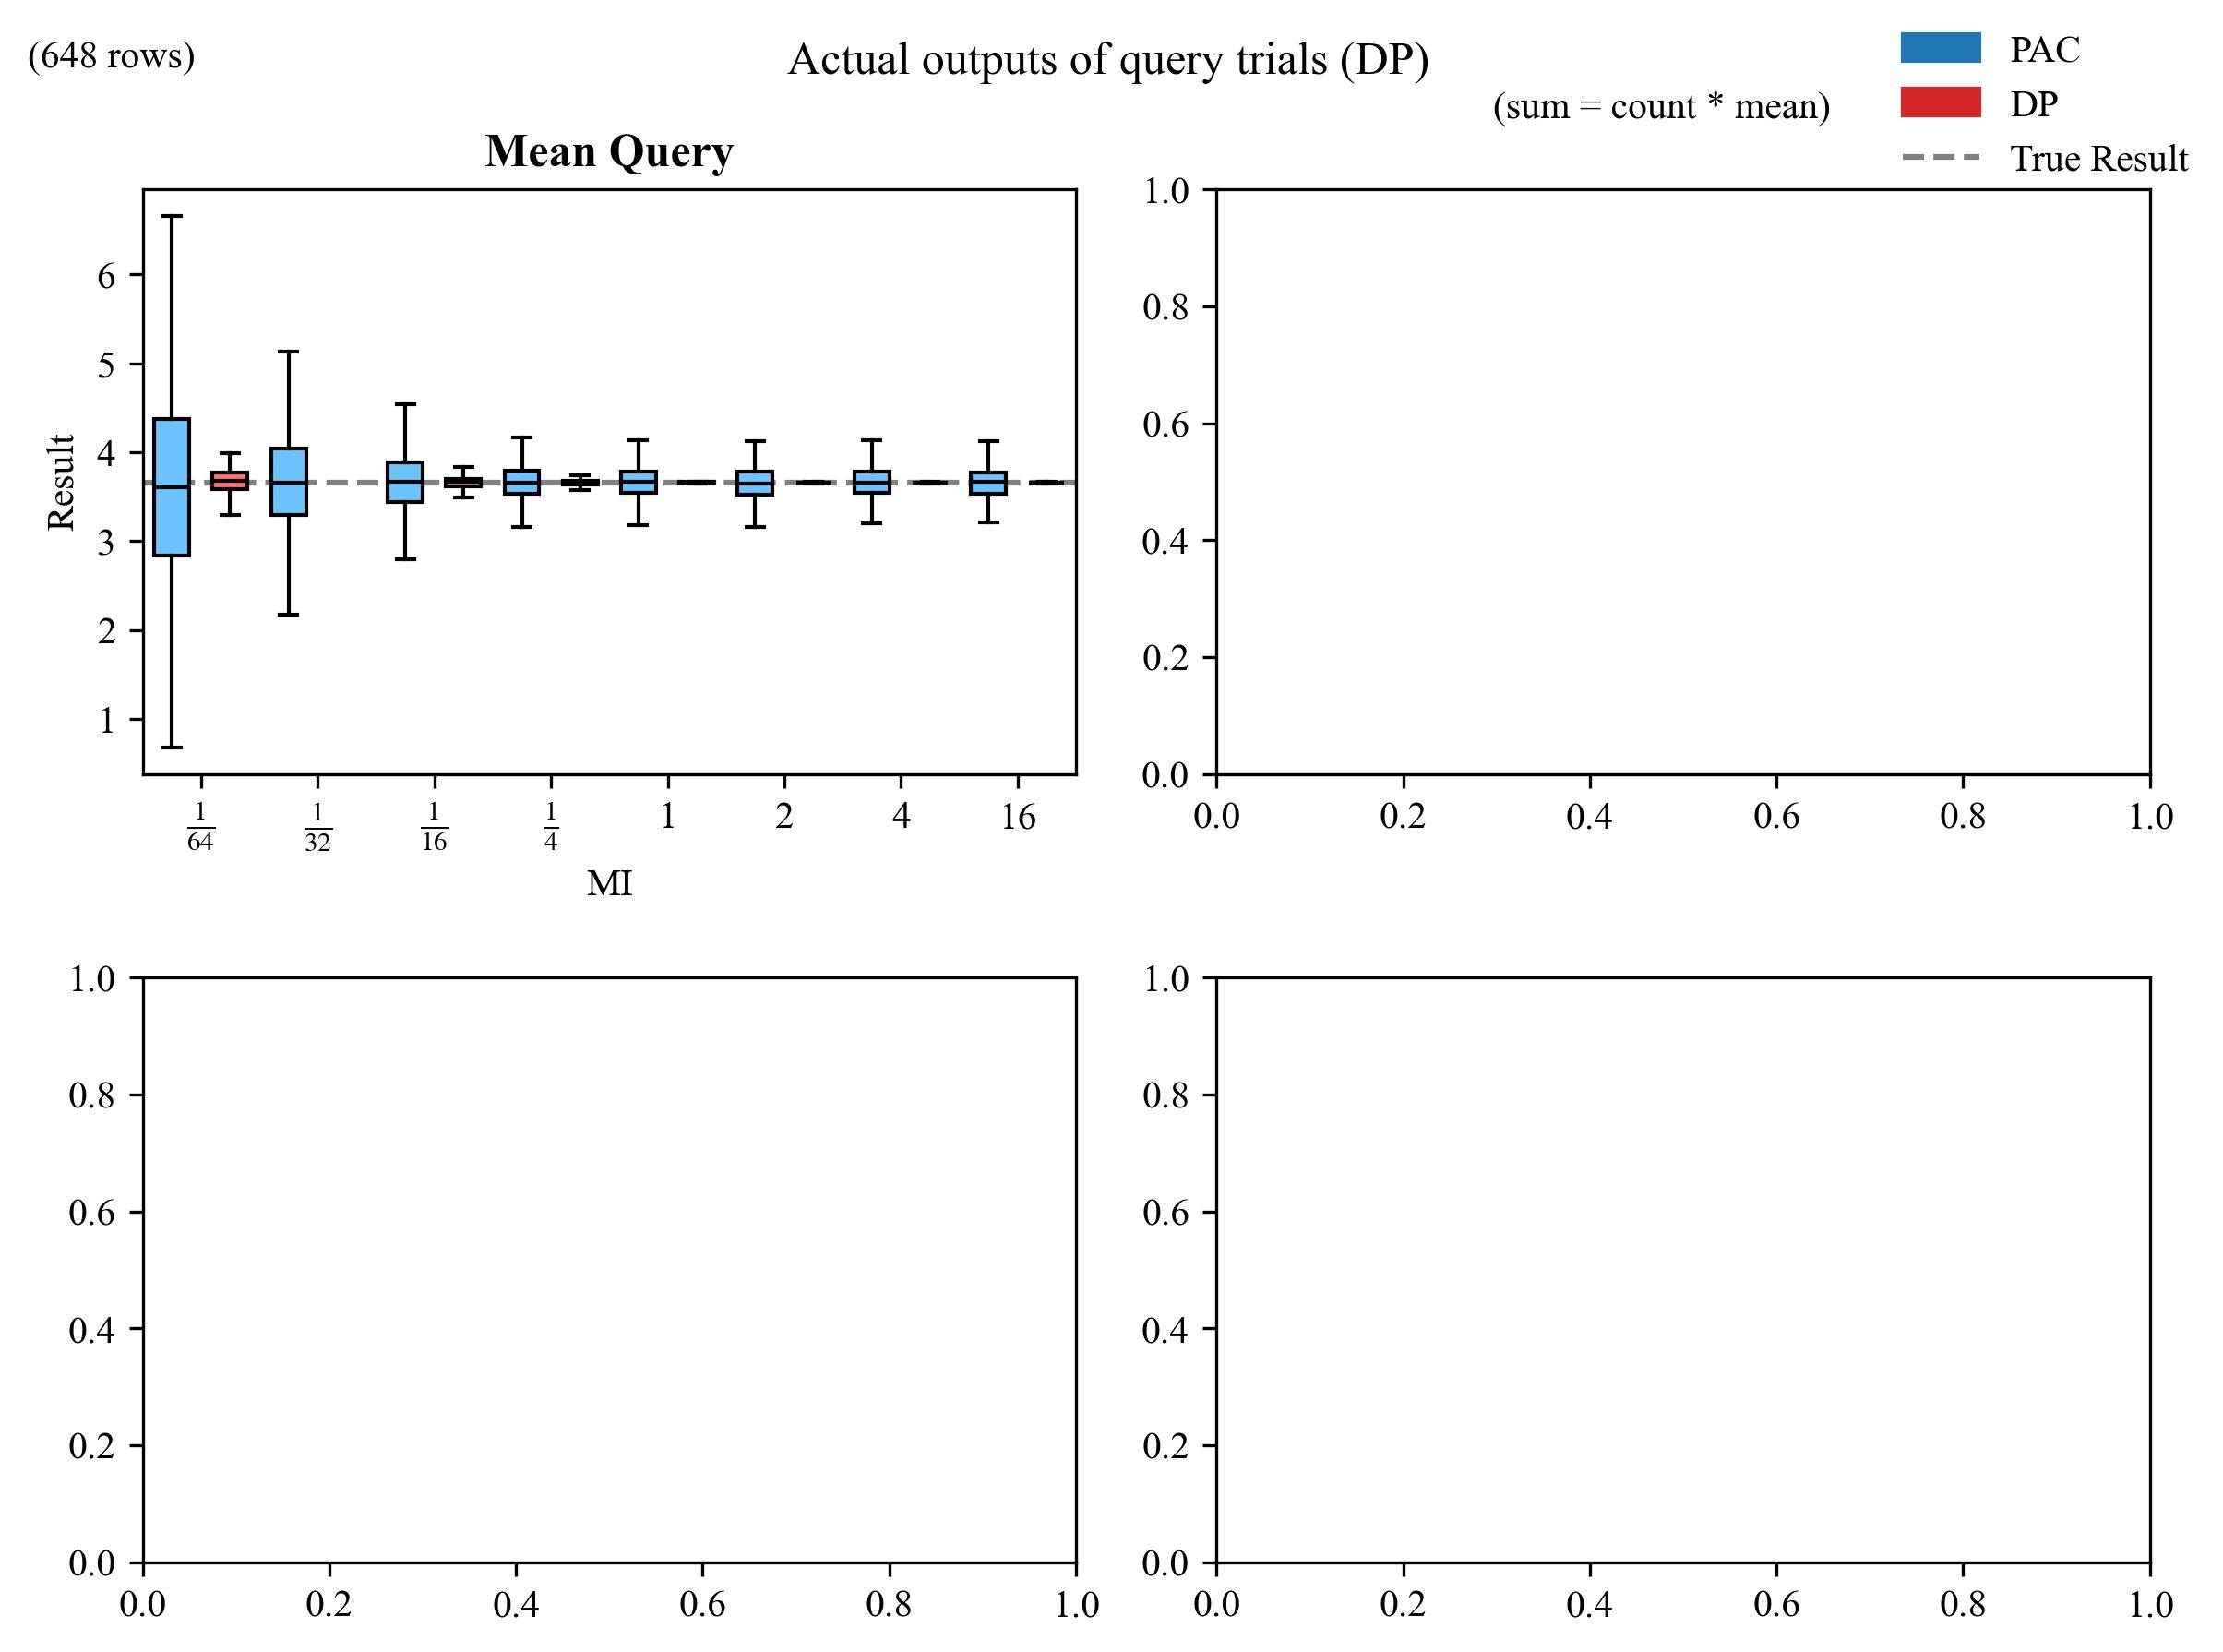 (648 rows)
Actual outputs of query trials (DP)
(sum = count * mean)
PAC
DP
True Result
Mean Query
Result
6
5
4
3
2
1
1/64 1/32 1/16 1/4 1 2 4 16
MI
1.0
0.8
0.6
0.4
0.2
0.0
0.0 0.2 0.4 0.6 0.8 1.0
1.0
0.8
0.6
0.4
0.2
0.0
0.0 0.2 0.4 0.6 0.8 1.0
1.0
0.8
0.6
0.4
0.2
0.0
0.0 0.2 0.4 0.6 0.8 1.0